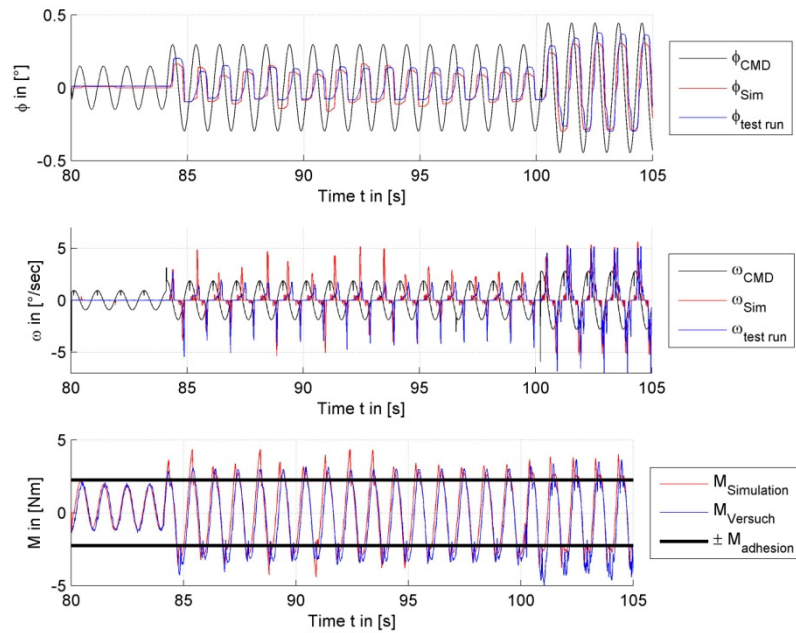 0.5
0
-0.5
ϕ in [°]
80 85 90 95 100 105
Time t in [s]
ϕCMD
ϕSim
ϕtest run
5
0
-5
ω in [°/sec]
80 85 90 95 100 105
Time t in [s]
ωCMD
ωSim
ωtest run
5
0
-5
M in [Nm]
80 85 90 95 100 105
Time t in [s]
MSimulation
MVersuch
± Madhesion